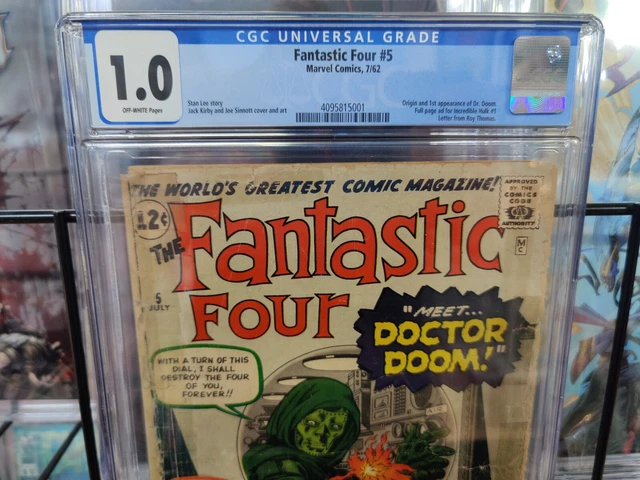 CGC UNIVERSAL GRADE
1.0
OFF-WHITE Pages
Fantastic Four #5
Marvel Comics, 7/62
Stan Lee story
Jack Kirby and Joe Sinnott cover and art
4095815001
Origin and 1st appearance of Dr. Doom.
Full page ad for Incredible Hulk #1
Letter from Roy Thomas.
THE WORLD'S GREATEST COMIC MAGAZINE!
APPROVED
BY THE
COMICS
CODE
AUTHORITY
12¢
THE Fantastic
FOUR
M
C
5
JULY
"MEET...
DOCTOR
DOOM!"
WITH A TURN OF THIS
DIAL, I SHALL
DESTROY THE FOUR
OF YOU,
FOREVER!!